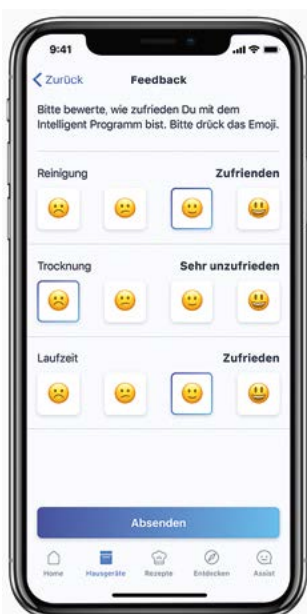 9:41
Zurück Feedback
Bitte bewerte, wie zufrieden Du mit dem
Intelligent Programm bist. Bitte drück das Emoji.
Reinigung Zufrienden
Trocknung Sehr unzufrieden
Laufzeit Zufrieden
Absenden
Home Hausgeräte Rezepte Entdecken Assist